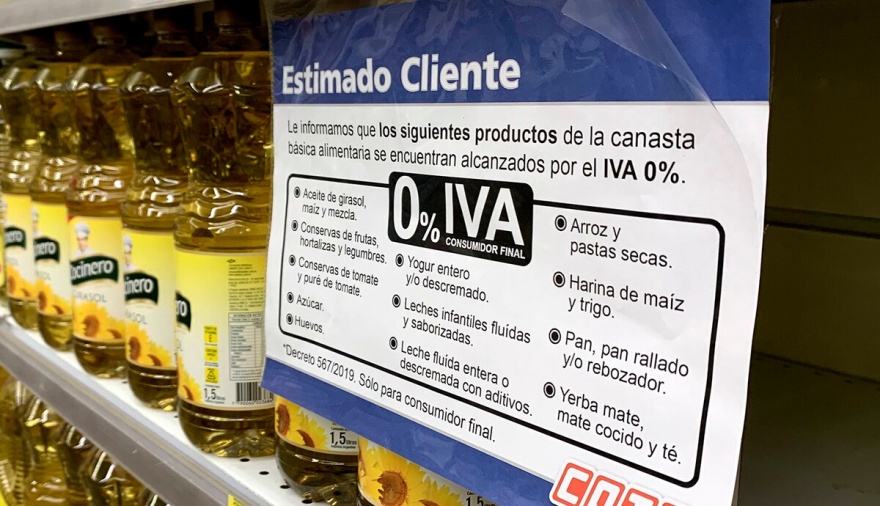 Estimado Cliente
Le informamos que los siguientes productos de la canasta
básica alimentaria se encuentran alcanzados por el IVA 0%.
0% IVA
CONSUMIDOR FINAL
Aceite de girasol,
maíz y mezcla.
Conservas de frutas,
hortalizas y legumbres.
Conservas de tomate
y puré de tomate.
Azúcar.
Huevos.
Yogur entero
y/o descremado.
Leches infantiles fluídas
y saborizadas.
Leche fluída entera o
descremada con aditivos.
Arroz y
pastas secas.
Harina de maíz
y trigo.
Pan, pan rallado
y/o rebozador.
Yerba mate,
mate cocido y té.
*Decreto 567/2019. Sólo para consumidor final.
Cocinero
1,5
1,5